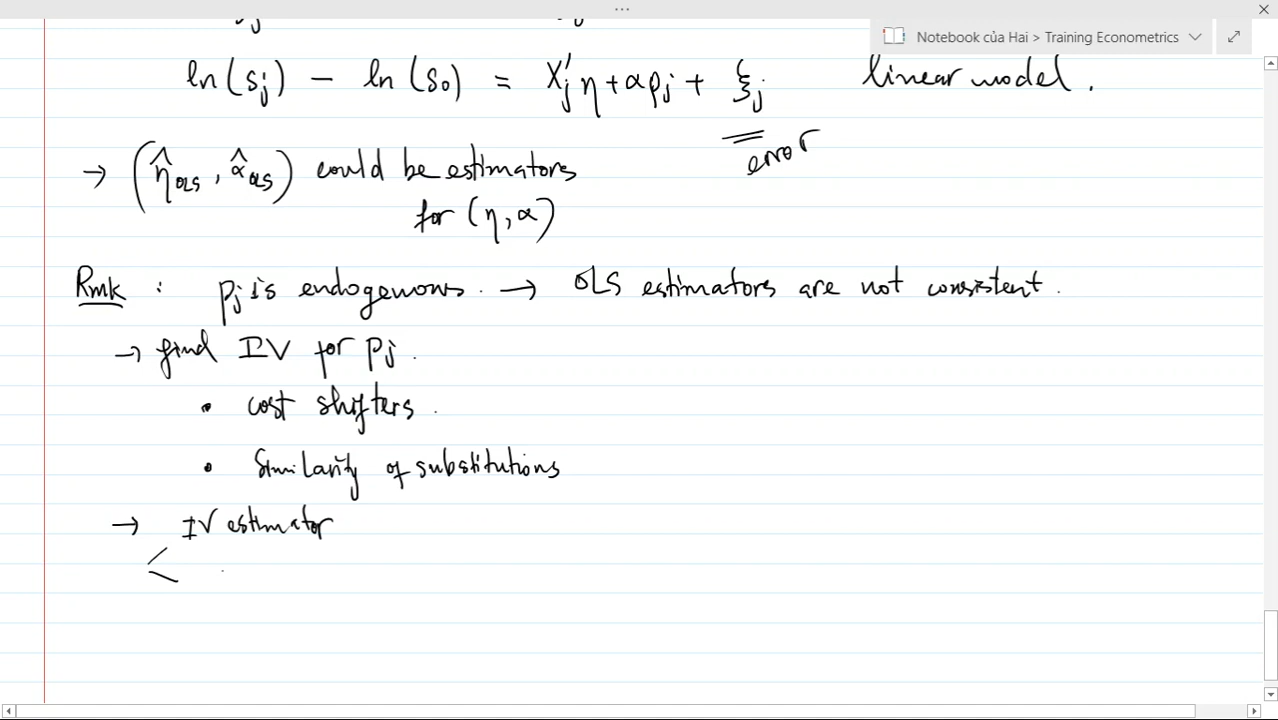 Notebook của Hai > Training Econometrics
ln(sj) − ln(s0) = Xj'η + αpj + ξj linear model.
error
→ (η̂OLS, α̂OLS) could be estimators
for (η, α)
Rmk : pj is endogenous. → OLS estimators are not consistent.
→ find IV for pj.
• cost shifters.
• Similarity of substitutions
→ IV estimator